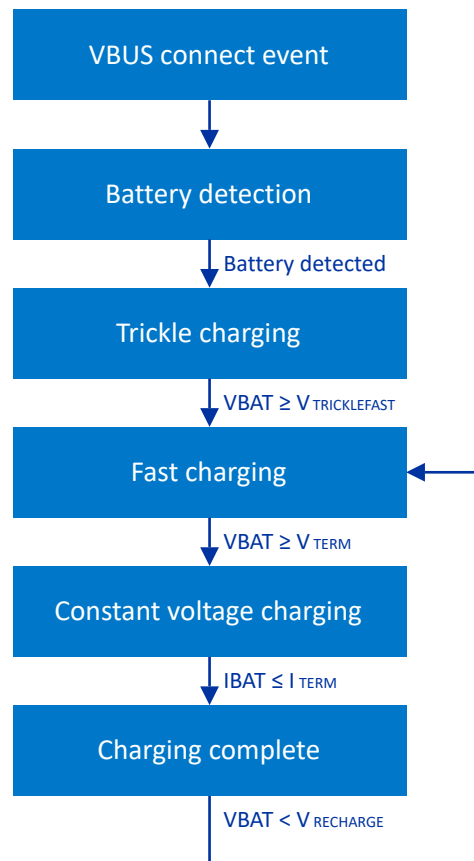 VBUS connect event
Battery detection
Battery detected
Trickle charging
VBAT ≥ V TRICKLEFAST
Fast charging
VBAT ≥ V TERM
Constant voltage charging
IBAT ≤ I TERM
Charging complete
VBAT < V RECHARGE